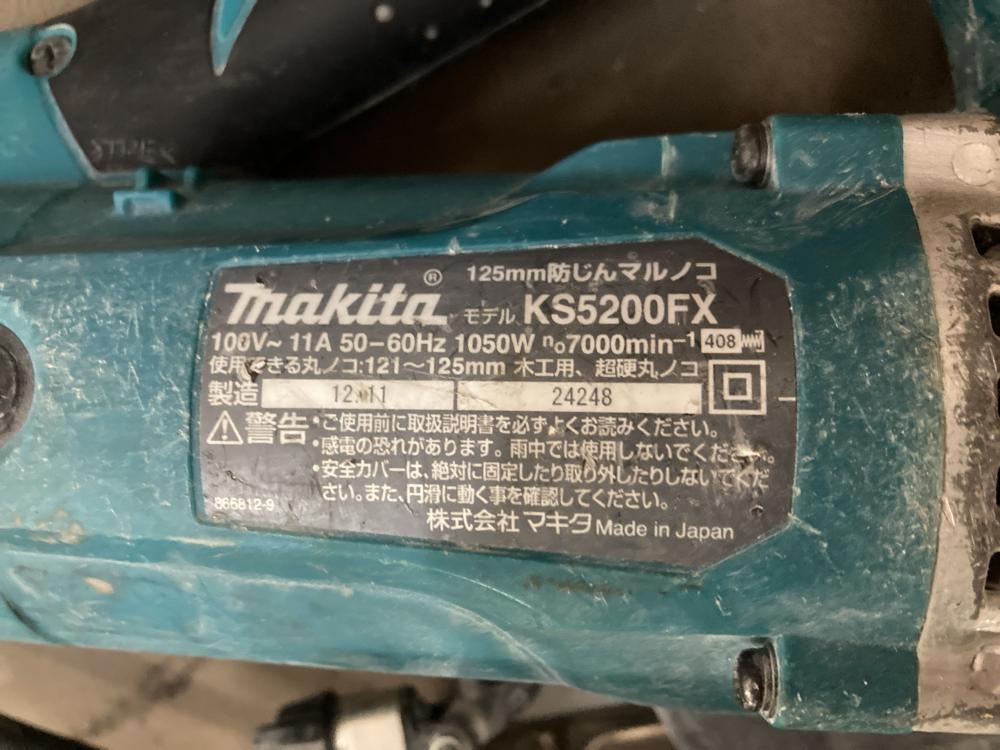 125mm防じんマルノコ
makita® モデル KS5200FX
100V~ 11A 50-60Hz 1050W n₀7000min⁻¹ 408
使用できる丸ノコ:121~125mm 木工用、超硬丸ノコ
製造 12.11 24248
⚠警告 ・ご使用前に取扱説明書を必ずよくお読みください。
・感電の恐れがあります。雨中では使用しないでください。
・安全カバーは、絶対に固定したり取り外したりしないでくだ
さい。また、円滑に動く事を確認してください。
866812-9
株式会社 マキタ Made in Japan